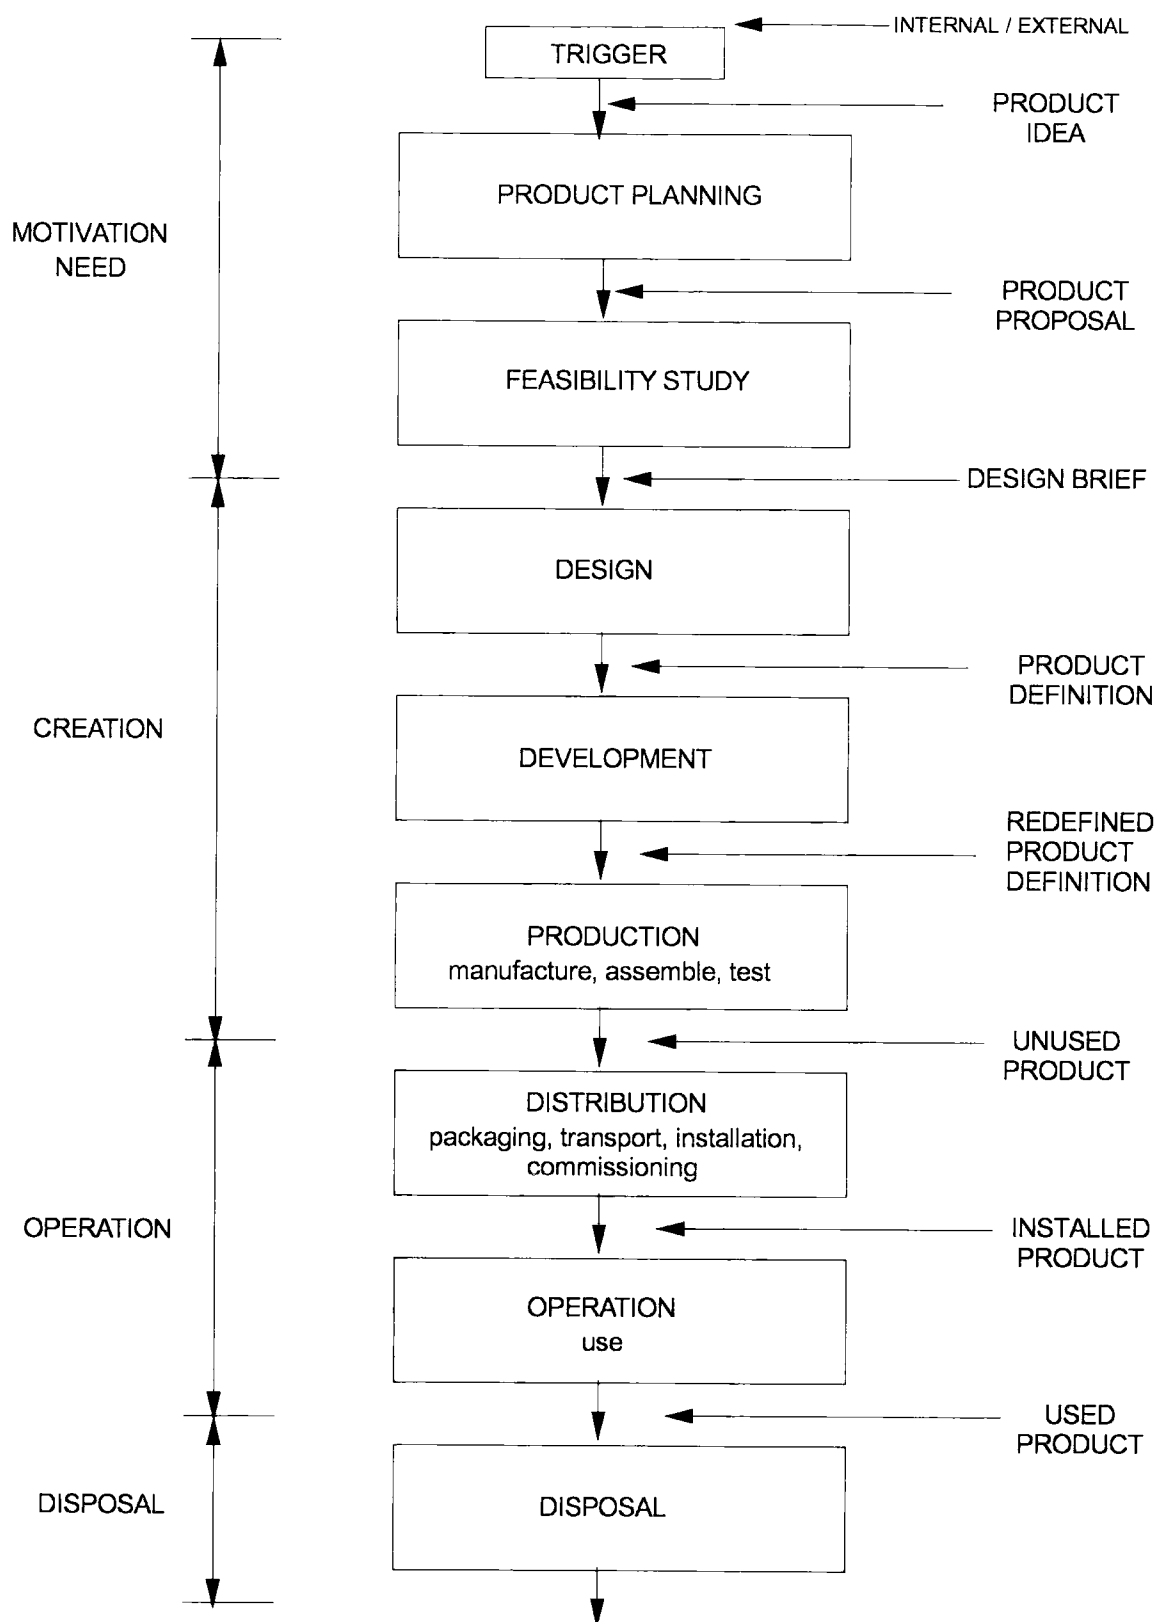 INTERNAL / EXTERNAL
TRIGGER
PRODUCT
IDEA
PRODUCT PLANNING
MOTIVATION
NEED
PRODUCT
PROPOSAL
FEASIBILITY STUDY
DESIGN BRIEF
DESIGN
PRODUCT
DEFINITION
CREATION
DEVELOPMENT
REDEFINED
PRODUCT
DEFINITION
PRODUCTION
manufacture, assemble, test
UNUSED
PRODUCT
DISTRIBUTION
packaging, transport, installation,
commissioning
OPERATION
INSTALLED
PRODUCT
OPERATION
use
USED
PRODUCT
DISPOSAL
DISPOSAL